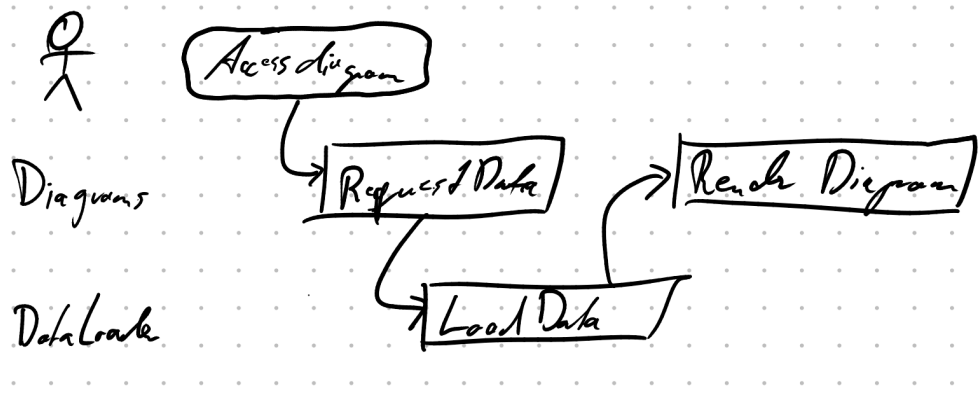 Access diagram
Diagrams
Request Data
Render Diagram
DataLoader
Load Data